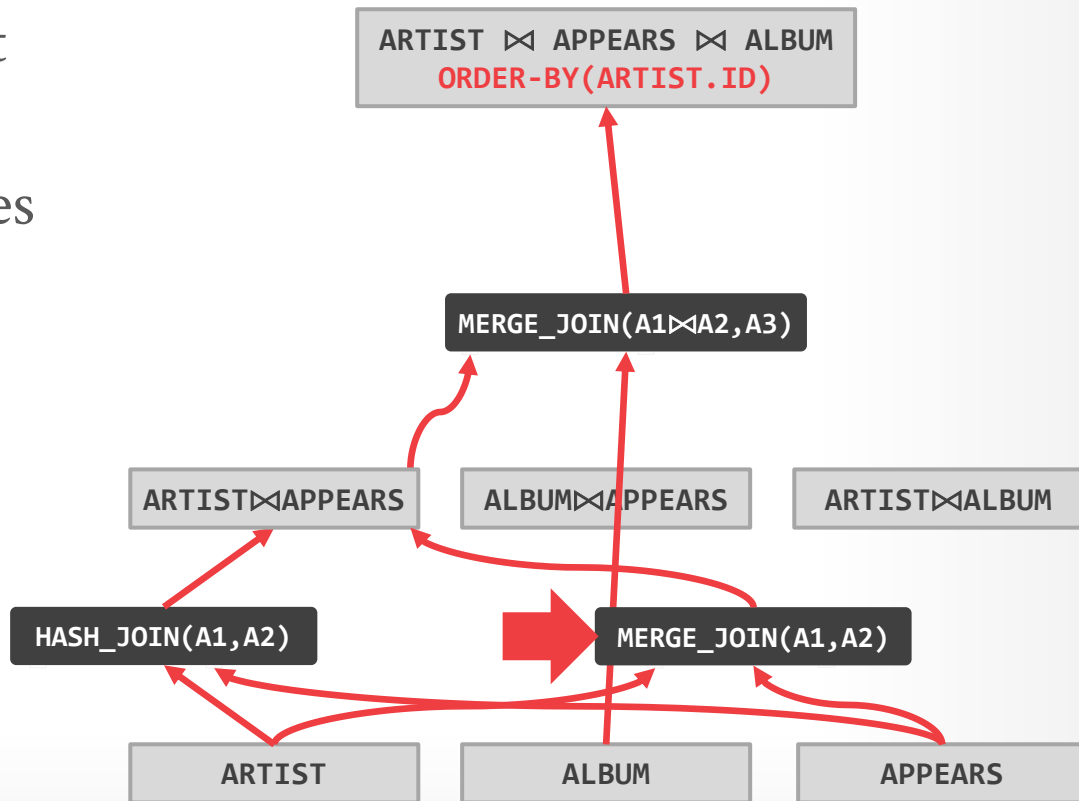 t
es
ARTIST ⋈ APPEARS ⋈ ALBUM
ORDER-BY(ARTIST.ID)
MERGE_JOIN(A1⋈A2,A3)
ARTIST⋈APPEARS
ALBUM⋈APPEARS
ARTIST⋈ALBUM
HASH_JOIN(A1,A2)
MERGE_JOIN(A1,A2)
ARTIST
ALBUM
APPEARS